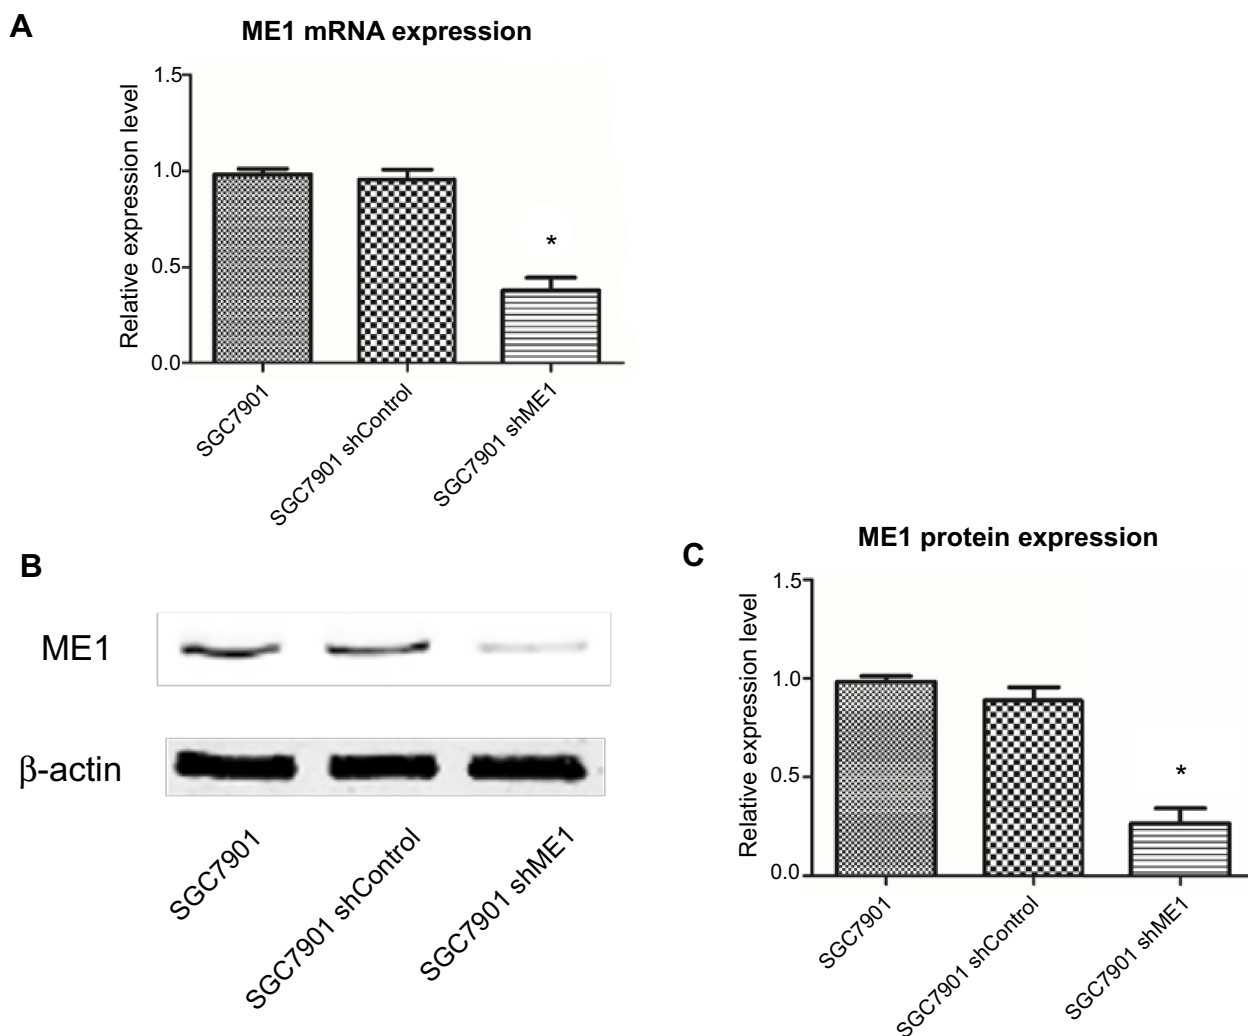 A
ME1 mRNA expression
Relative expression level
1.5
1.0
0.5
0.0
*
SGC7901
SGC7901 shControl
SGC7901 shME1
B
ME1
β-actin
SGC7901
SGC7901 shControl
SGC7901 shME1
C
ME1 protein expression
Relative expression level
1.5
1.0
0.5
0.0
*
SGC7901
SGC7901 shControl
SGC7901 shME1